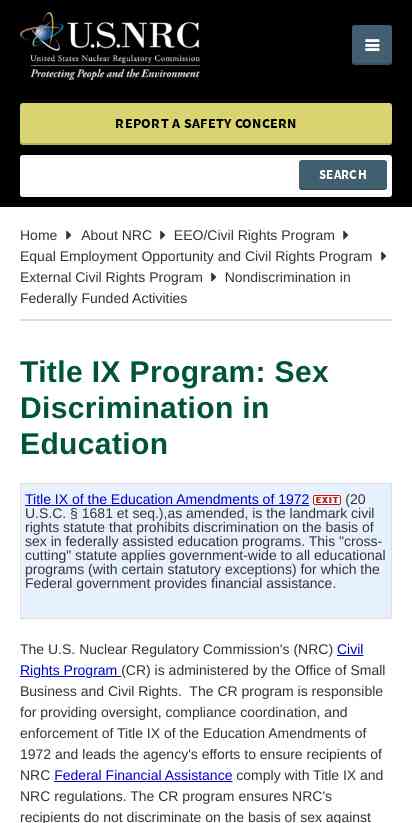 U.S.NRC
United States Nuclear Regulatory Commission
Protecting People and the Environment
REPORT A SAFETY CONCERN
SEARCH
Home About NRC EEO/Civil Rights Program
Equal Employment Opportunity and Civil Rights Program
External Civil Rights Program Nondiscrimination in
Federally Funded Activities
Title IX Program: Sex
Discrimination in
Education
Title IX of the Education Amendments of 1972 EXIT (20
U.S.C. § 1681 et seq.),as amended, is the landmark civil
rights statute that prohibits discrimination on the basis of
sex in federally assisted education programs. This "cross-
cutting" statute applies government-wide to all educational
programs (with certain statutory exceptions) for which the
Federal government provides financial assistance.
The U.S. Nuclear Regulatory Commission's (NRC) Civil
Rights Program (CR) is administered by the Office of Small
Business and Civil Rights. The CR program is responsible
for providing oversight, compliance coordination, and
enforcement of Title IX of the Education Amendments of
1972 and leads the agency's efforts to ensure recipients of
NRC Federal Financial Assistance comply with Title IX and
NRC regulations. The CR program ensures NRC's
recipients do not discriminate on the basis of sex against